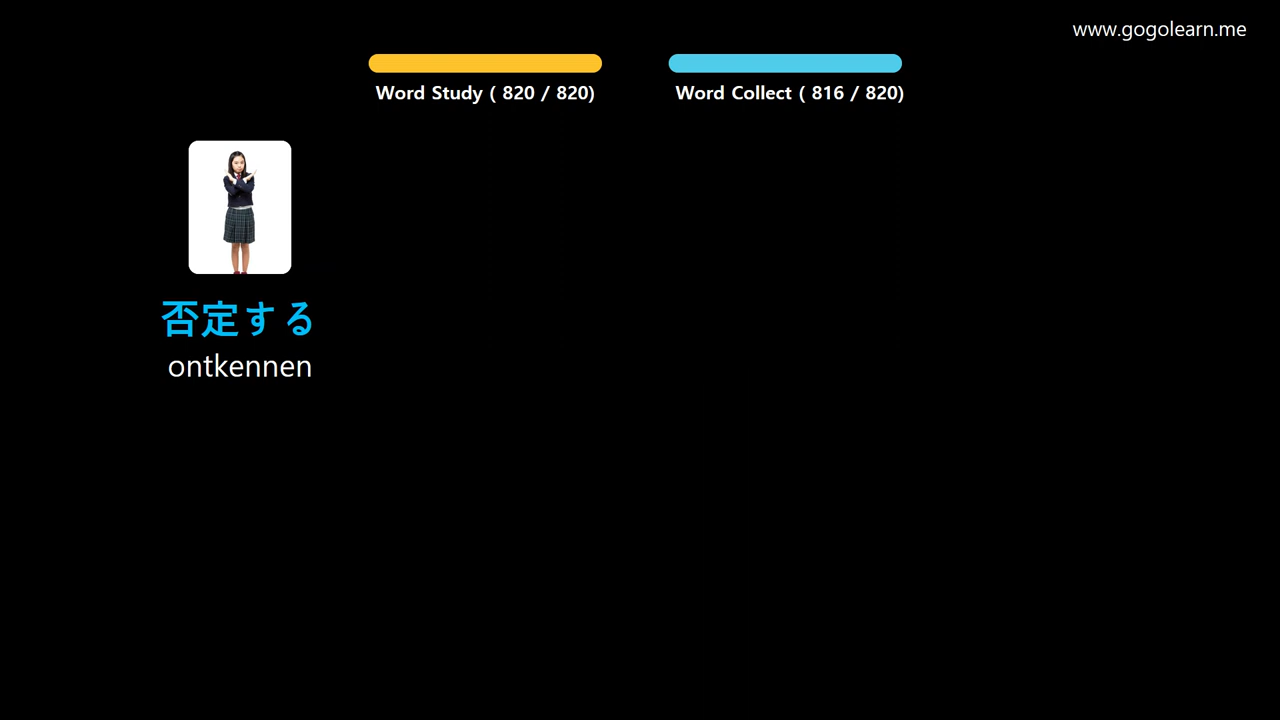 www.gogolearn.me
Word Study ( 820 / 820)
Word Collect ( 816 / 820)
否定する
ontkennen